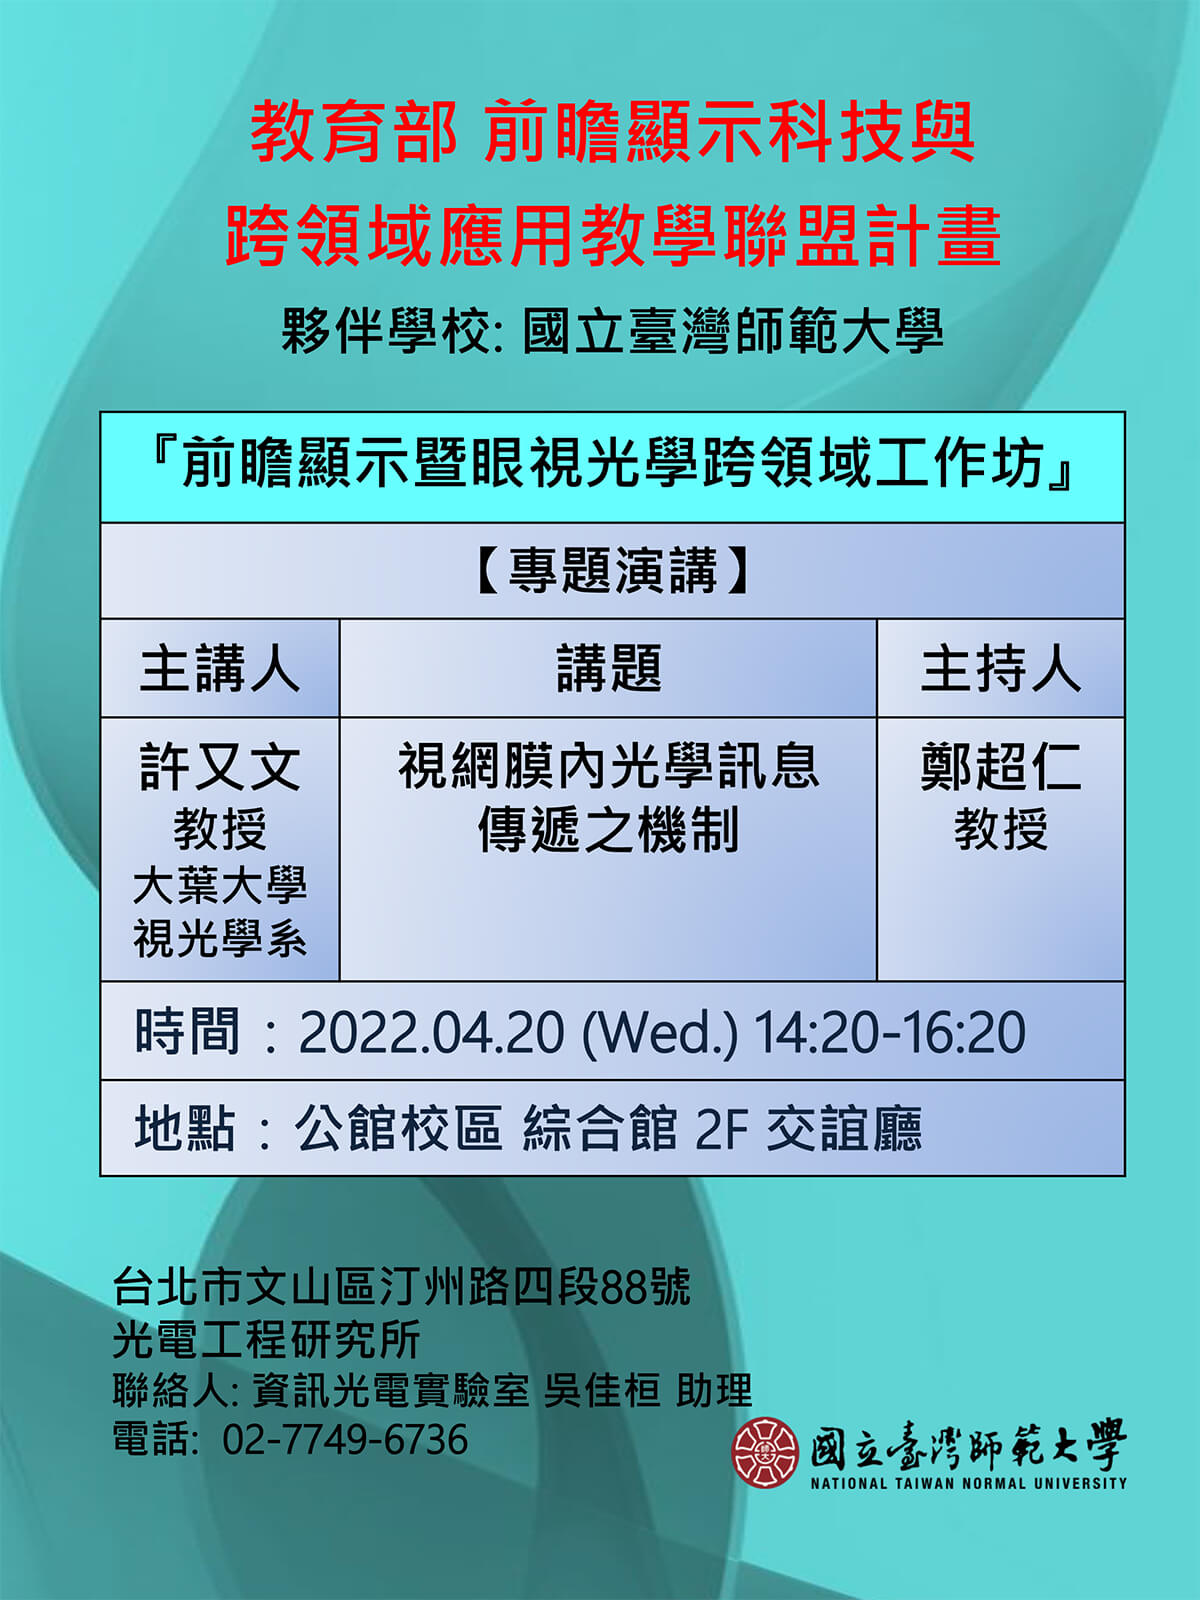 教育部 前瞻顯示科技與
跨領域應用教學聯盟計畫
夥伴學校: 國立臺灣師範大學
『前瞻顯示暨眼視光學跨領域工作坊』
【專題演講】
主講人
講題
主持人
許又文
教授
大葉大學
視光學系
視網膜內光學訊息
傳遞之機制
鄭超仁
教授
時間：2022.04.20 (Wed.) 14:20-16:20
地點：公館校區 綜合館 2F 交誼廳
台北市文山區汀州路四段88號
光電工程研究所
聯絡人: 資訊光電實驗室 吳佳桓 助理
電話: 02-7749-6736
師大
國立臺灣師範大學
NATIONAL TAIWAN NORMAL UNIVERSITY